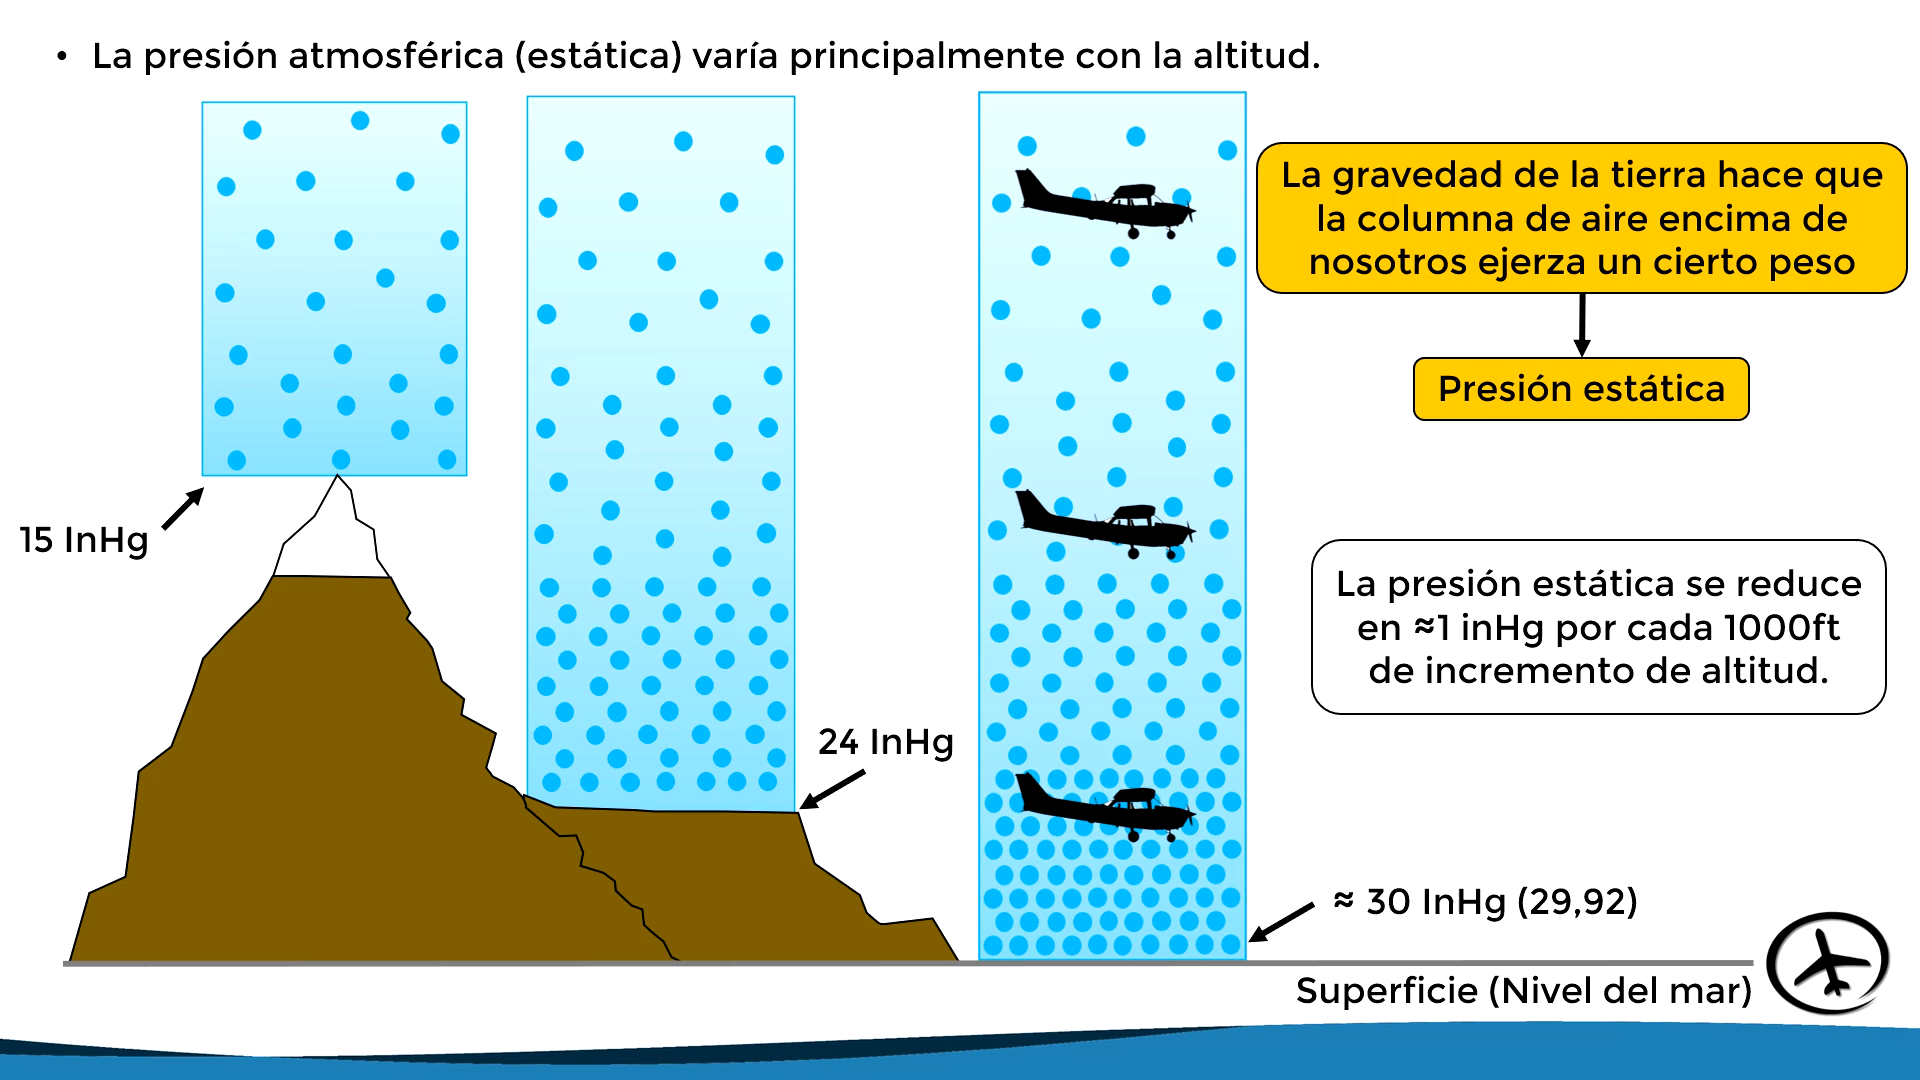 • La presión atmosférica (estática) varía principalmente con la altitud.
La gravedad de la tierra hace que
la columna de aire encima de
nosotros ejerza un cierto peso
Presión estática
15 InHg
La presión estática se reduce
en ≈1 inHg por cada 1000ft
de incremento de altitud.
24 InHg
≈ 30 InHg (29,92)
Superficie (Nivel del mar)